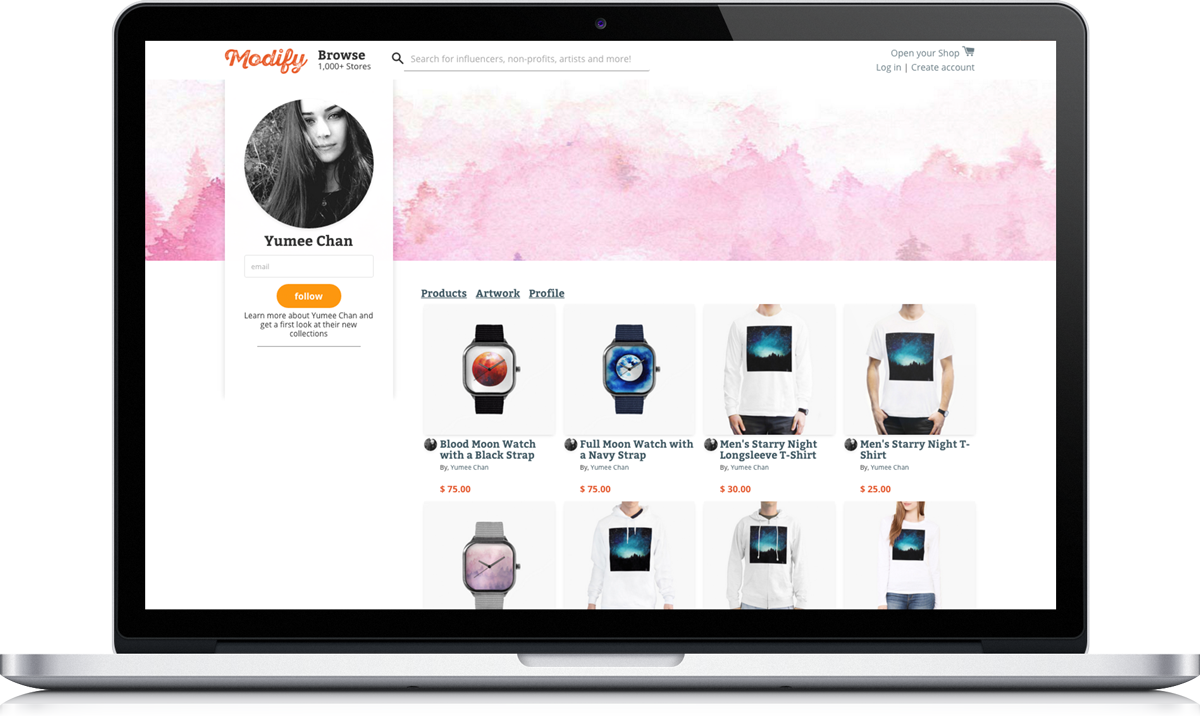 Modify
Browse
1,000+ Stores
Search for influencers, non-profits, artists and more!
Open your Shop
Log in | Create account
Yumee Chan
email
follow
Learn more about Yumee Chan and
get a first look at their new
collections
Products Artwork Profile
Blood Moon Watch
with a Black Strap
By, Yumee Chan
$ 75.00
Full Moon Watch with
a Navy Strap
By, Yumee Chan
$ 75.00
Men's Starry Night
Longsleeve T-Shirt
By, Yumee Chan
$ 30.00
Men's Starry Night T-
Shirt
By, Yumee Chan
$ 25.00